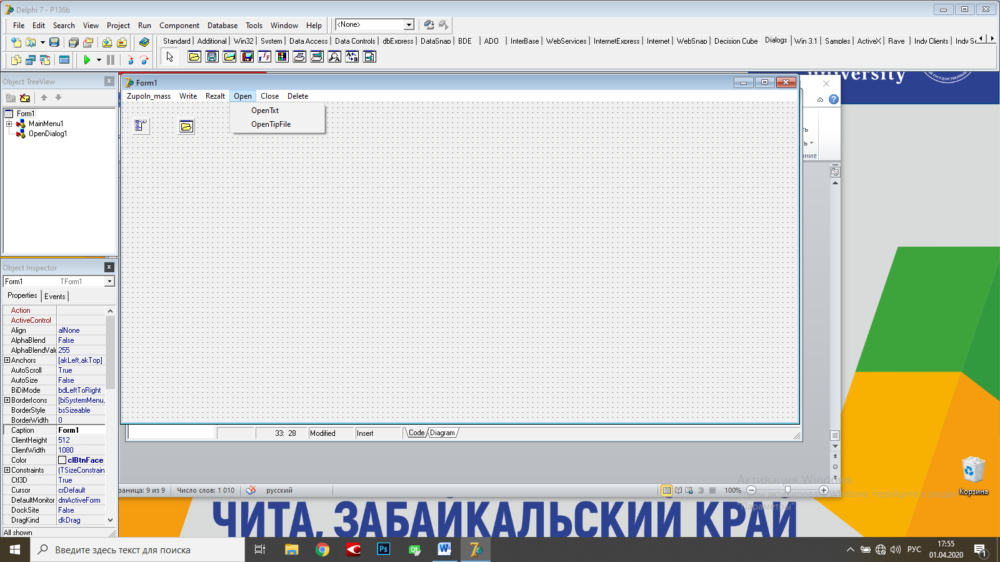 Delphi 7 - P136b
File Edit Search View Project Run Component Database Tools Window Help
<None>
Standard Additional Win32 System Data Access Data Controls dbExpress DataSnap BDE ADO InterBase WebServices InternetExpress Internet WebSnap Decision Cube Dialogs Win 3.1 Samples ActiveX Rave Indy Clients Indy Se
Object TreeView
Form1
MainMenu1
OpenDialog1
Form1
Zupoln_mass Write Rezalt Open Close Delete
OpenTxt
OpenTipFile
university
Object Inspector
Form1 TForm1
Properties Events
Action
ActiveControl
Align alNone
AlphaBlend False
AlphaBlendValu 255
Anchors [akLeft,akTop]
AutoScroll True
AutoSize False
BiDiMode bdLeftToRight
BorderIcons [biSystemMenu,
BorderStyle bsSizeable
BorderWidth 0
Caption Form1
ClientHeight 512
ClientWidth 1080
Color clBtnFace
Constraints (TSizeConstrain
Ctl3D True
Cursor crDefault
DefaultMonitor dmActiveForm
DockSite False
DragKind dkDrag
All shown
33: 28 Modified Insert Code Diagram
раница: 9 из 9 Число слов: 1 010 русский 100%
Активация Windows
Чтобы активировать Windows, перейдите в раздел
"Параметры".
Корзина
ЧИТА, ЗАБАЙКАЛЬСКИЙ КРАЙ
Введите здесь текст для поиска
РУС
17:55
01.04.2020
1